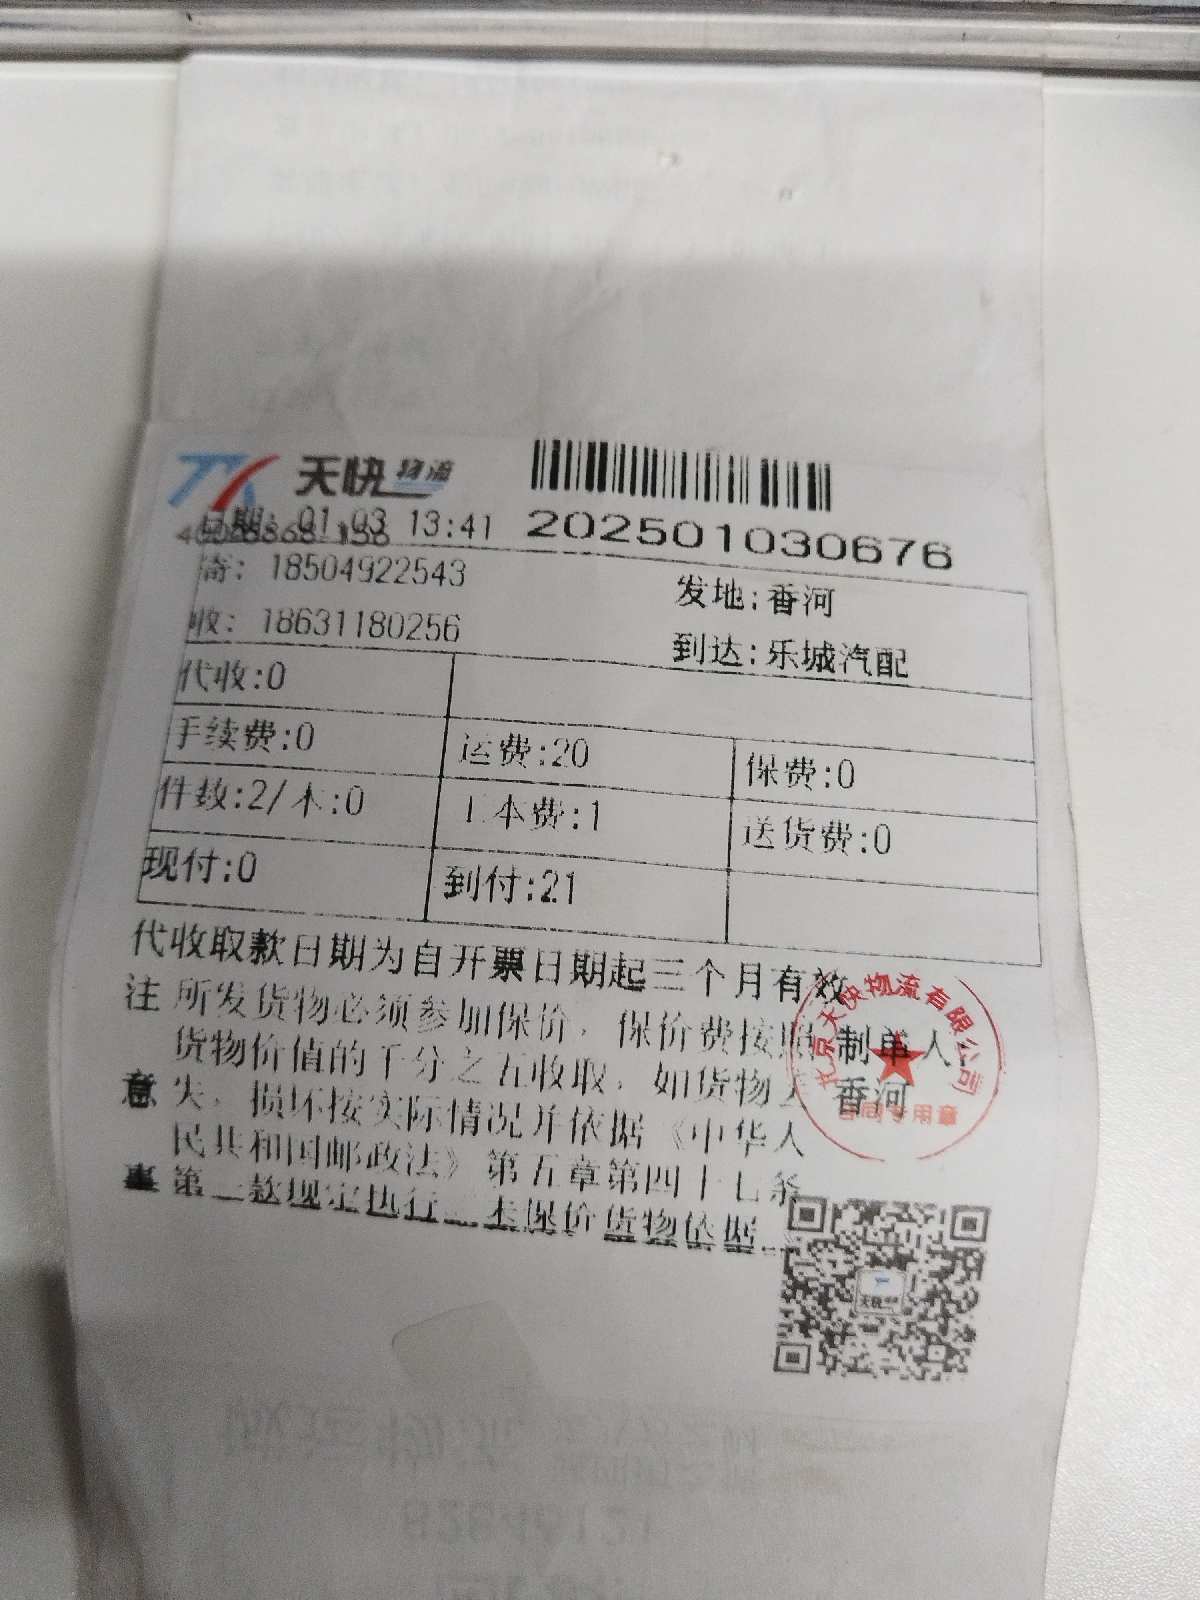 天快物流
日期: 01-03 13:41
202501030676
寄: 18504922543
发地:香河
收: 18631180256
到达:乐城汽配
代收:0
手续费:0
运费:20
保费:0
件数:2/木:0
工本费:1
送货费:0
现付:0
到付:21
代收取款日期为自开票日期起三个月有效
注意事
所发货物必须参加保价，保价费按照
货物价值的千分之五收取，如货物丢
失、损坏按实际情况并依据《中华人
民共和国邮政法》第五章第四十七条
第二款规定执行 未保价货物依据
制单人
香河
北京天快物流有限公司
合同专用章
天快